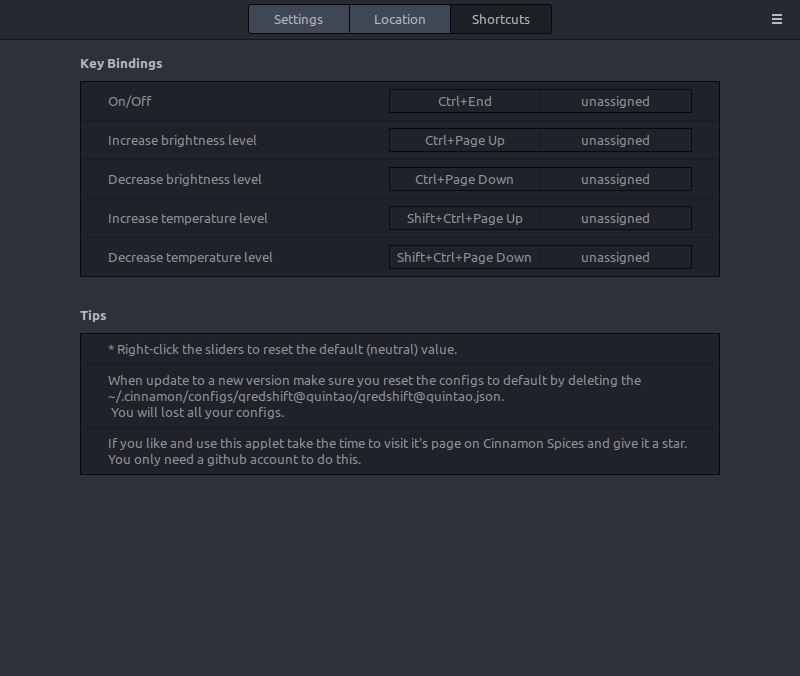 Settings Location Shortcuts
Key Bindings
On/Off Ctrl+End unassigned
Increase brightness level Ctrl+Page Up unassigned
Decrease brightness level Ctrl+Page Down unassigned
Increase temperature level Shift+Ctrl+Page Up unassigned
Decrease temperature level Shift+Ctrl+Page Down unassigned
Tips
* Right-click the sliders to reset the default (neutral) value.
When update to a new version make sure you reset the configs to default by deleting the
~/.cinnamon/configs/qredshift@quintao/qredshift@quintao.json.
You will lost all your configs.
If you like and use this applet take the time to visit it's page on Cinnamon Spices and give it a star.
You only need a github account to do this.